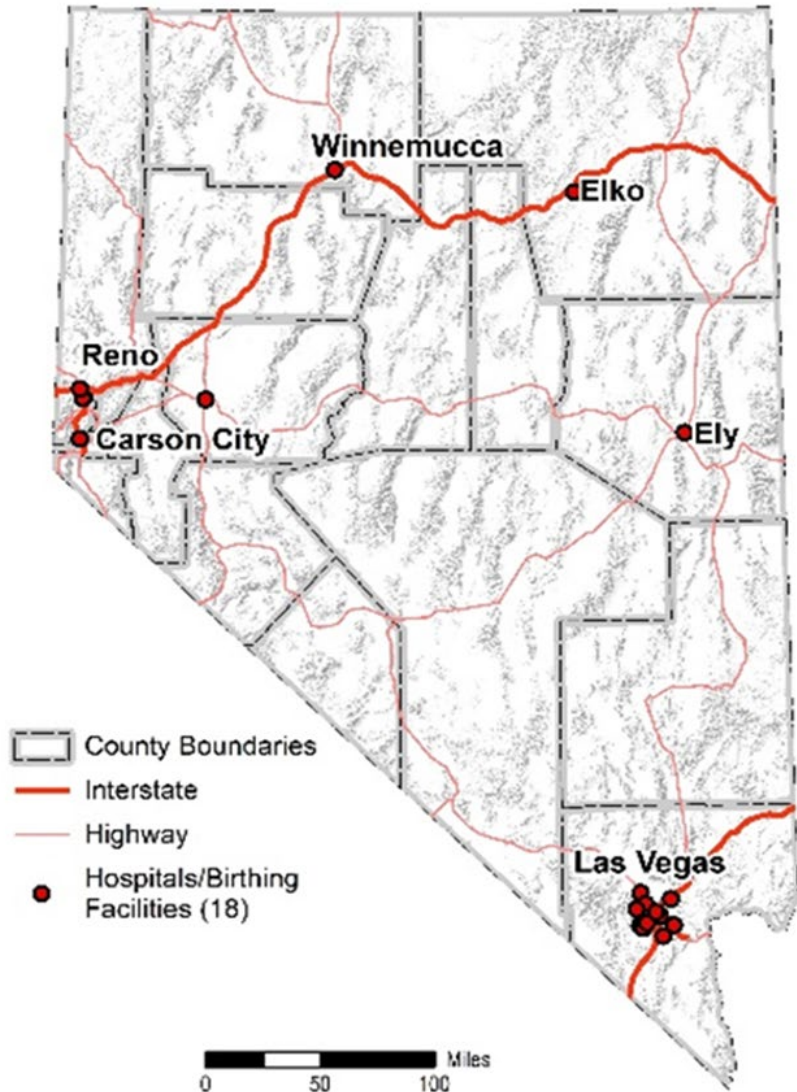 Winnemucca
Elko
Reno
Carson City
Ely
County Boundaries
Interstate
Highway
Hospitals/Birthing
Facilities (18)
Las Vegas
Miles
0 50 100